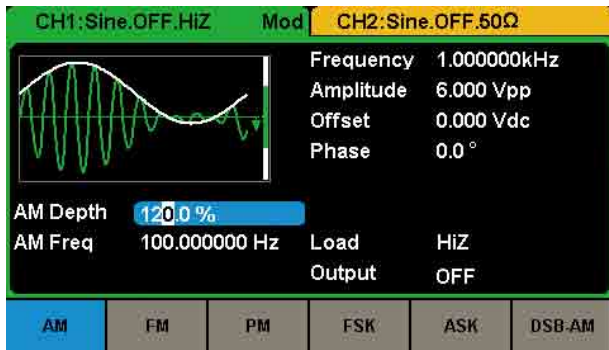 CH1:Sine.OFF.HiZ Mod
CH2:Sine.OFF.50Ω
Frequency 1.000000kHz
Amplitude 6.000 Vpp
Offset 0.000 Vdc
Phase 0.0 °
AM Depth 120.0 %
AM Freq 100.000000 Hz
Load HiZ
Output OFF
AM FM PM FSK ASK DSB-AM